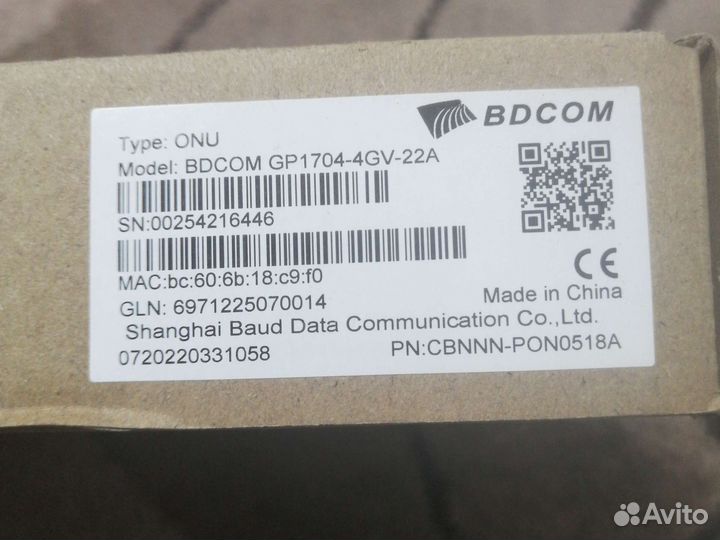 BDCOM
Type: ONU
Model: BDCOM GP1704-4GV-22A
SN:00254216446
MAC:bc:60:6b:18:c9:f0
GLN: 6971225070014
CE
Made in China
Shanghai Baud Data Communication Co.,Ltd.
0720220331058 PN:CBNNN-PON0518A
Avito